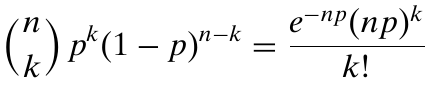 \binom{n}{k} p^k (1 - p)^{n-k} = \frac{e^{-np}(np)^k}{k!}